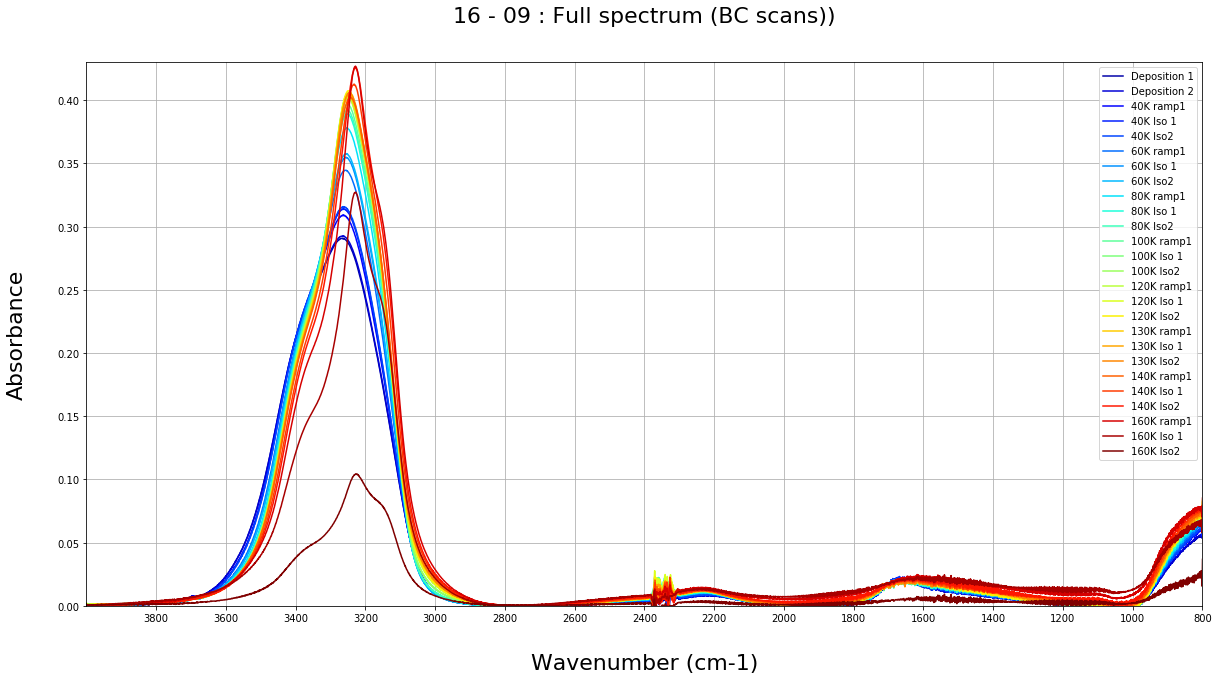 16 - 09 : Full spectrum (BC scans))
Absorbance
0.40
0.35
0.30
0.25
0.20
0.15
0.10
0.05
0.00
Deposition 1
Deposition 2
40K ramp1
40K Iso 1
40K Iso2
60K ramp1
60K Iso 1
60K Iso2
80K ramp1
80K Iso 1
80K Iso2
100K ramp1
100K Iso 1
100K Iso2
120K ramp1
120K Iso 1
120K Iso2
130K ramp1
130K Iso 1
130K Iso2
140K ramp1
140K Iso 1
140K Iso2
160K ramp1
160K Iso 1
160K Iso2
3800 3600 3400 3200 3000 2800 2600 2400 2200 2000 1800 1600 1400 1200 1000 800
Wavenumber (cm-1)